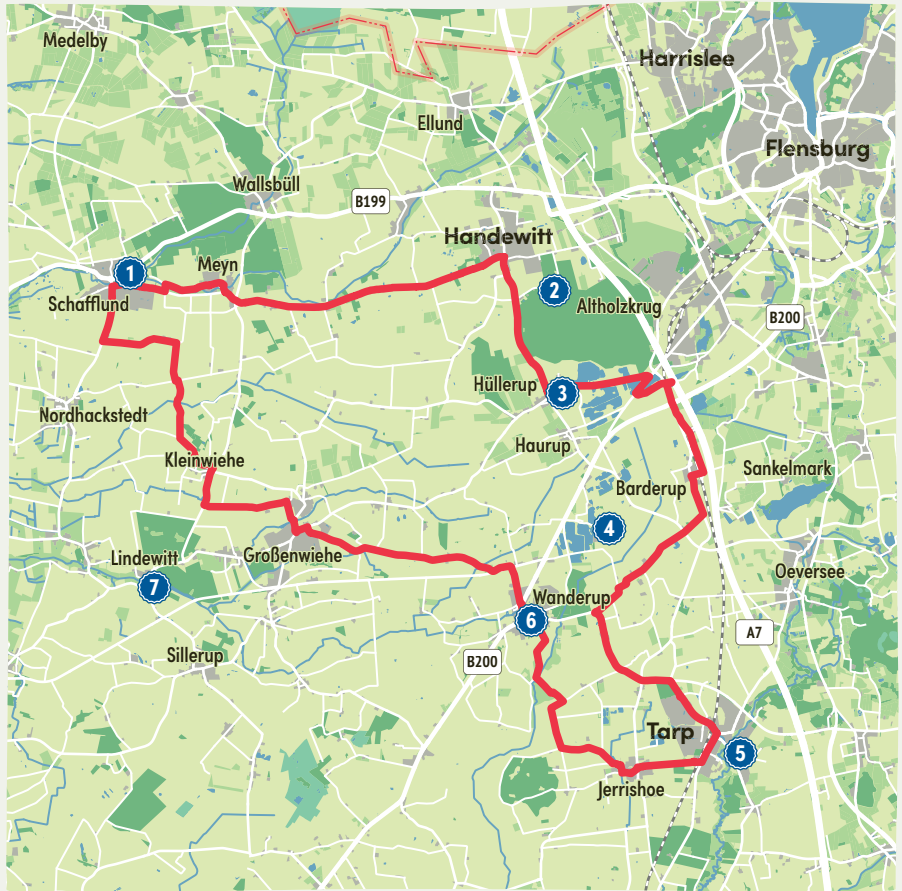 Medelby
Harrislee
Ellund
Flensburg
Wallsbüll
B199
Handewitt
Meyn
1
2
Schafflund
Altholzkrug
B200
Hüllerup
3
Nordhackstedt
Haurup
Kleinwiehe
Sankelmark
Barderup
4
Lindewitt
Großenwiehe
Oeversee
7
Wanderup
6
A7
Sillerup
B200
Tarp
5
Jerrishoe